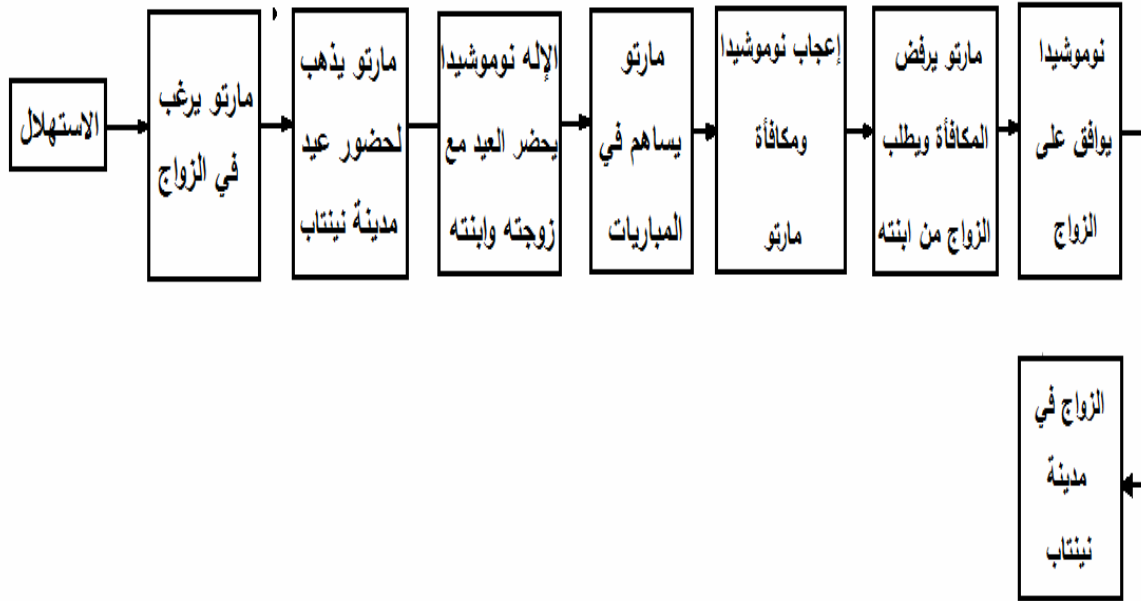 الاستهلال
مارتو يرغب
في الزواج
مارتو يذهب
لحضور عيد
مدينة نينتاب
الإله نوموشيدا
يحضر العيد مع
زوجته وابنته
مارتو
يساهم في
المباريات
إعجاب نوموشيدا
ومكافأة
مارتو
مارتو يرفض
المكافأة ويطلب
الزواج من ابنته
نوموشيدا
يوافق على
الزواج
الزواج في
مدينة
نينتاب